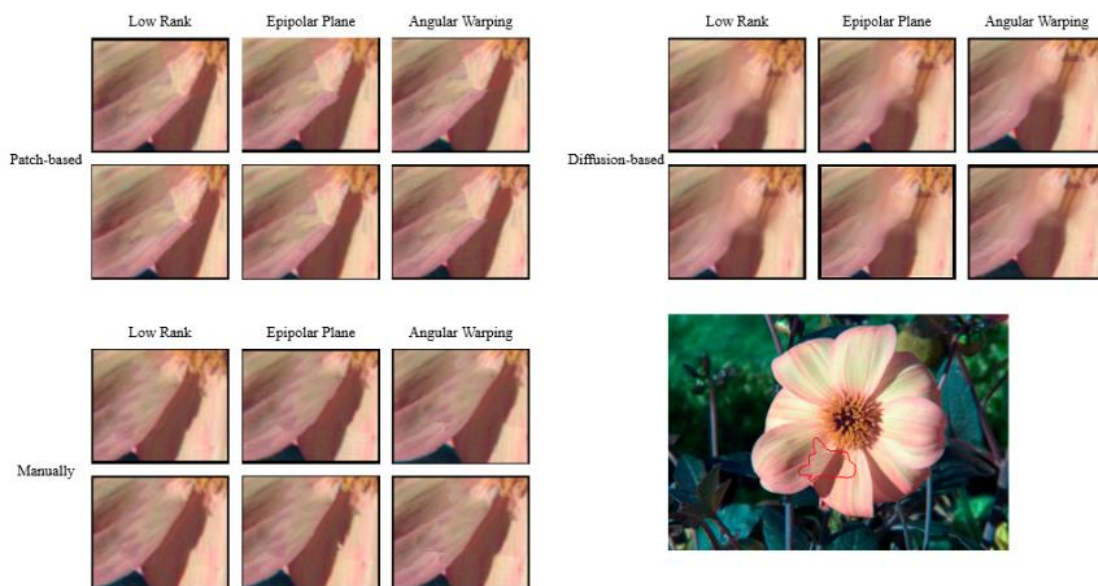 Low Rank Epipolar Plane Angular Warping
Patch-based
Low Rank Epipolar Plane Angular Warping
Diffusion-based
Low Rank Epipolar Plane Angular Warping
Manually